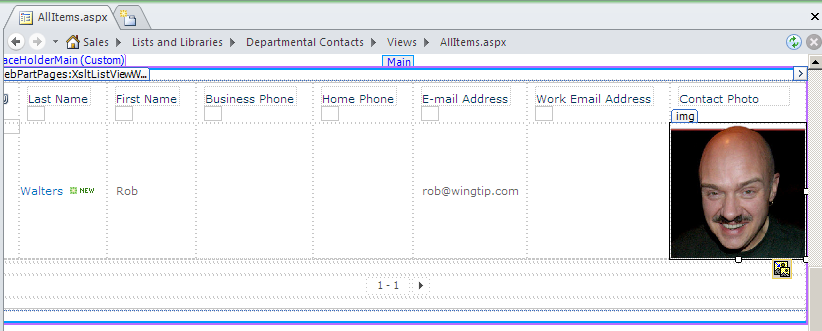 AllItems.aspx
Sales Lists and Libraries Departmental Contacts Views AllItems.aspx
aceHolderMain (Custom) Main
ebPartPages:XsltListViewW...
Last Name First Name Business Phone Home Phone E-mail Address Work Email Address Contact Photo
img
Walters NEW Rob rob@wingtip.com
1 - 1